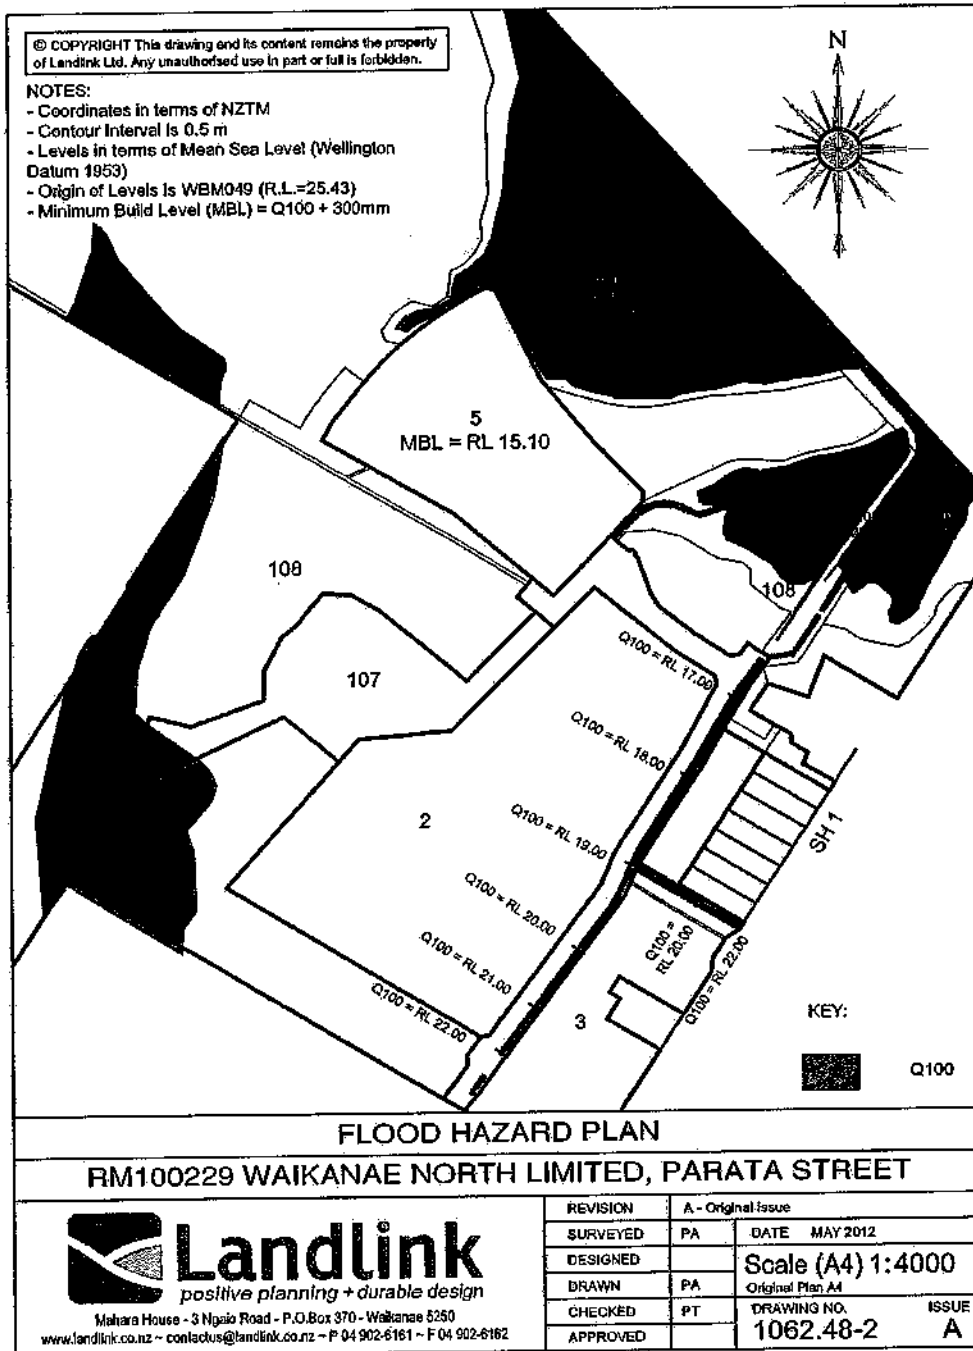 © COPYRIGHT This drawing and its content remains the property
of Landlink Ltd. Any unauthorised use in part or full is forbidden.
NOTES:
- Coordinates in terms of NZTM
- Contour Interval is 0.5 m
- Levels in terms of Mean Sea Level (Wellington
Datum 1953)
- Origin of Levels is WBM049 (R.L.=25.43)
- Minimum Build Level (MBL) = Q100 + 300mm
N
5
MBL = RL 15.10
108
108
107
Q100 = RL 17.00
Q100 = RL 18.00
Q100 = RL 19.00
2
SH 1
Q100 = RL 20.00
Q100 =
RL 20.00
Q100 = RL 21.00
Q100 = RL 22.00
Q100 = RL 22.00
3
KEY:
Q100
FLOOD HAZARD PLAN
RM100229 WAIKANAE NORTH LIMITED, PARATA STREET
Landlink
positive planning + durable design
Mahara House - 3 Ngaio Road - P.O.Box 370 - Waikanae 5250
www.landlink.co.nz ~ contactus@landlink.co.nz ~ P 04 902-6161 ~ F 04 902-6162
REVISION A - Original Issue
SURVEYED PA DATE MAY 2012
DESIGNED Scale (A4) 1:4000
Original Plan A4
DRAWN PA
CHECKED PT DRAWING NO. ISSUE
APPROVED 1062.48-2 A